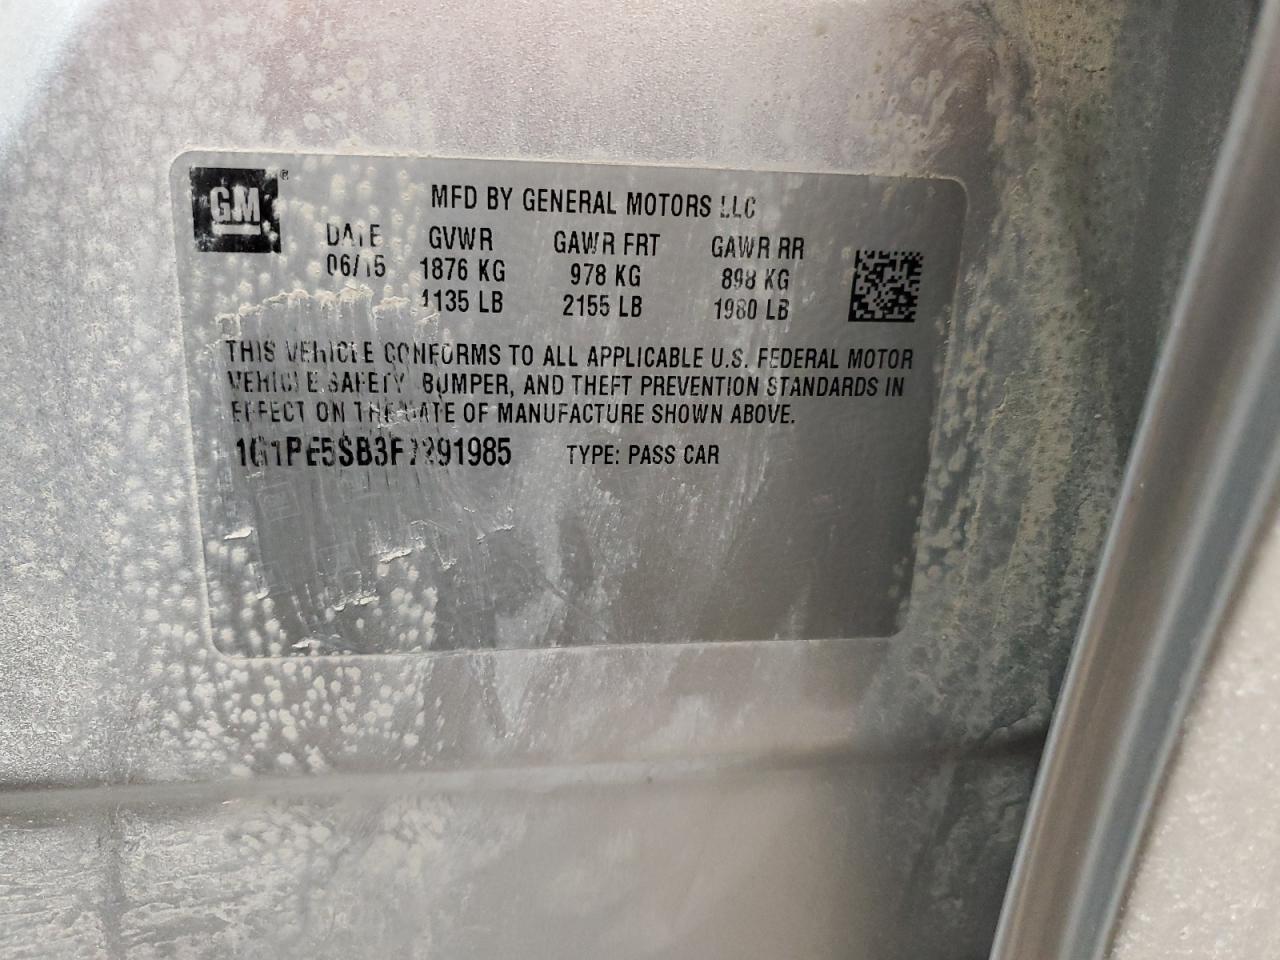 GM ®
MFD BY GENERAL MOTORS LLC
DATE GVWR GAWR FRT GAWR RR
06/15 1876 KG 978 KG 898 KG
4135 LB 2155 LB 1980 LB
THIS VEHICLE CONFORMS TO ALL APPLICABLE U.S. FEDERAL MOTOR
VEHICLE SAFETY, BUMPER, AND THEFT PREVENTION STANDARDS IN
EFFECT ON THE DATE OF MANUFACTURE SHOWN ABOVE.
1G1PE5SB3F7291985 TYPE: PASS CAR